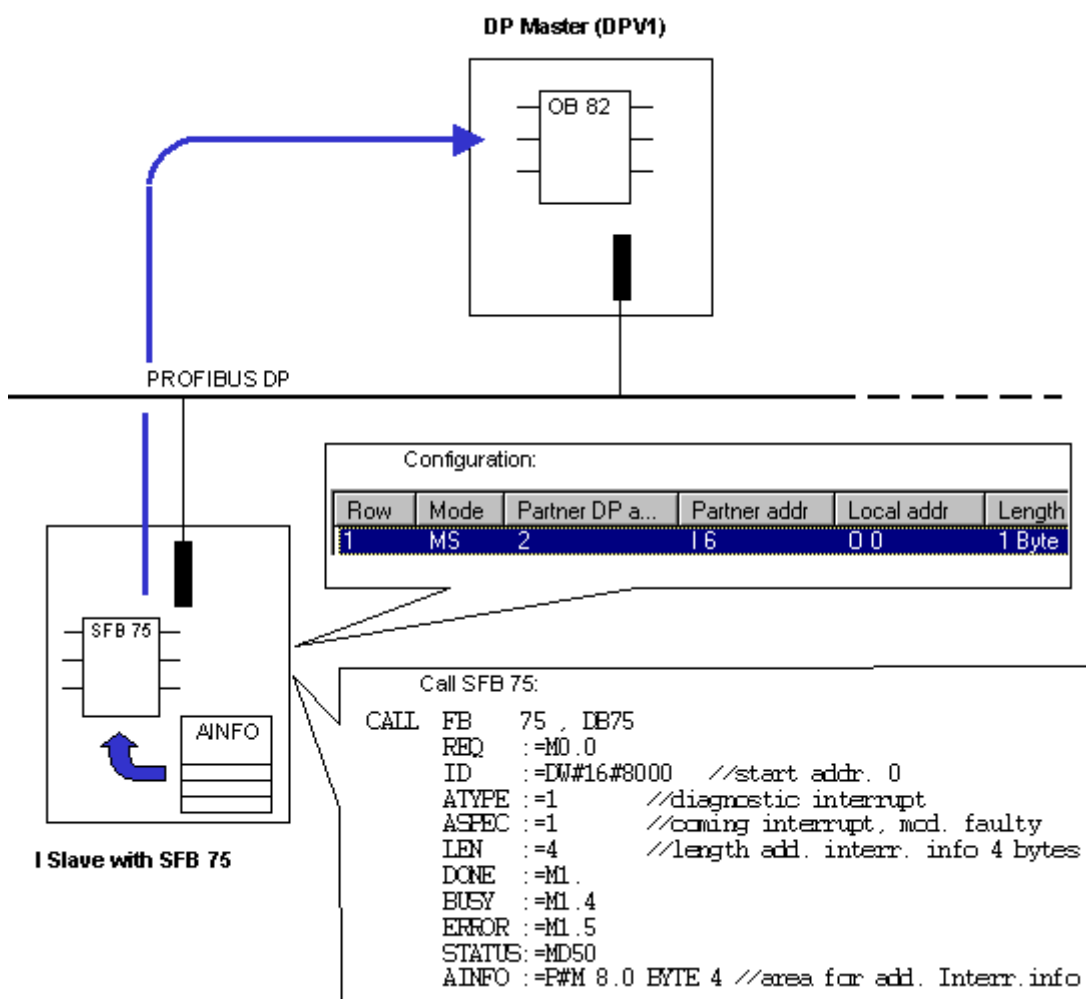 DP Master (DPV1)
OB 82
PROFIBUS DP
Configuration:
Row Mode Partner DP a... Partner addr Local addr Length
1 MS 2 I 6 O 0 1 Byte
SFB 75
AINFO
I Slave with SFB 75
Call SFB 75:
CALL FB 75 , DB75
REQ :=M0.0
ID :=DW#16#8000 //start addr. 0
ATYPE :=1 //diagnostic interrupt
ASPEC :=1 //coming interrupt, mod. faulty
LEN :=4 //length add. interr. info 4 bytes
DONE :=M1.
BUSY :=M1.4
ERROR :=M1.5
STATUS:=MD50
AINFO :=P#M 8.0 BYTE 4 //area for add. Interr.info